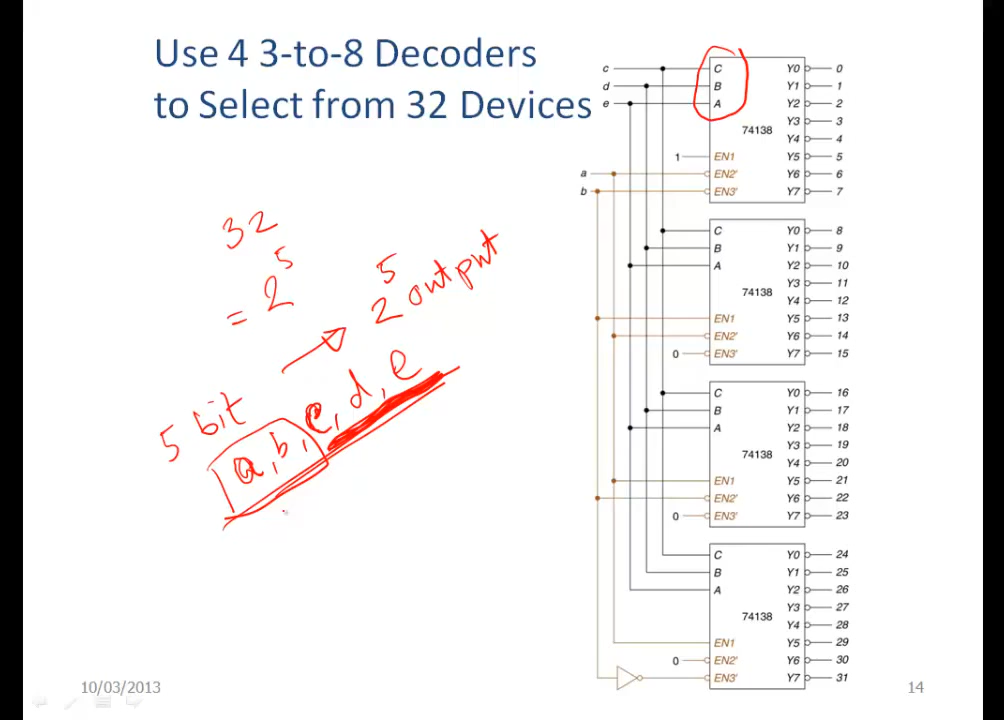 Use 4 3-to-8 Decoders
to Select from 32 Devices
32
= 2^5
5 bit → 2^5 output
a, b, c, d, e
c C Y0 0
d B Y1 1
e A Y2 2
Y3 3
74138 Y4 4
1 EN1 Y5 5
a EN2' Y6 6
b EN3' Y7 7
C Y0 8
B Y1 9
A Y2 10
Y3 11
74138 Y4 12
EN1 Y5 13
EN2' Y6 14
0 EN3' Y7 15
C Y0 16
B Y1 17
A Y2 18
Y3 19
74138 Y4 20
EN1 Y5 21
EN2' Y6 22
0 EN3' Y7 23
C Y0 24
B Y1 25
A Y2 26
Y3 27
74138 Y4 28
EN1 Y5 29
0 EN2' Y6 30
EN3' Y7 31
10/03/2013
14